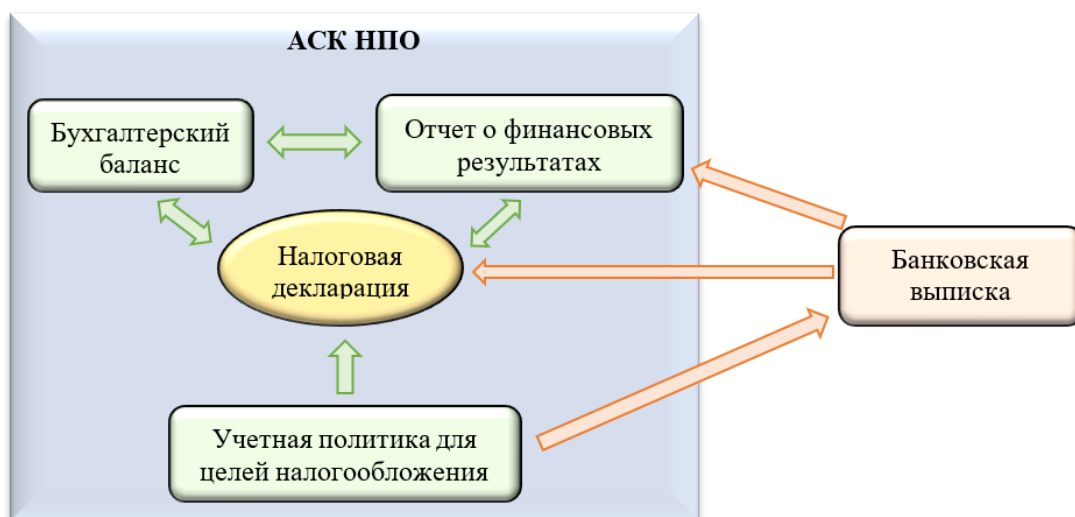 АСК НПО
Бухгалтерский
баланс
Отчет о финансовых
результатах
Налоговая
декларация
Банковская
выписка
Учетная политика для
целей налогообложения